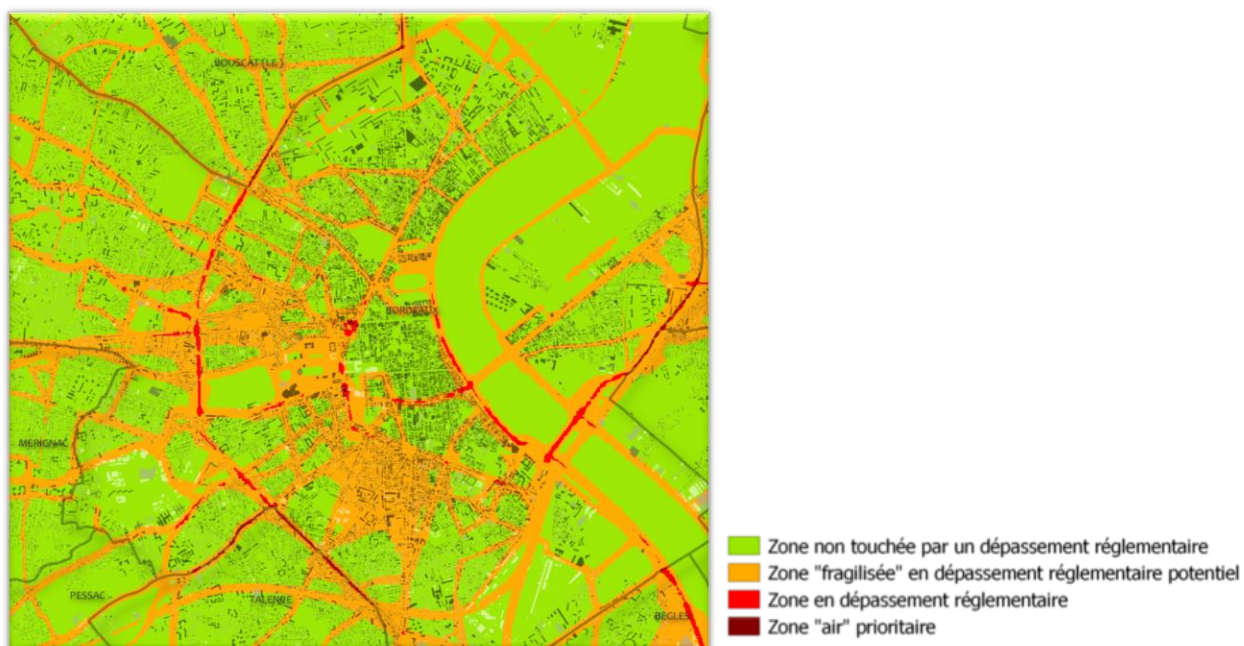 BOUSCAT(LE)
BORDEAUX
MERIGNAC
PESSAC
TALENCE
BEGLES
Zone non touchée par un dépassement réglementaire
Zone "fragilisée" en dépassement réglementaire potentiel
Zone en dépassement réglementaire
Zone "air" prioritaire